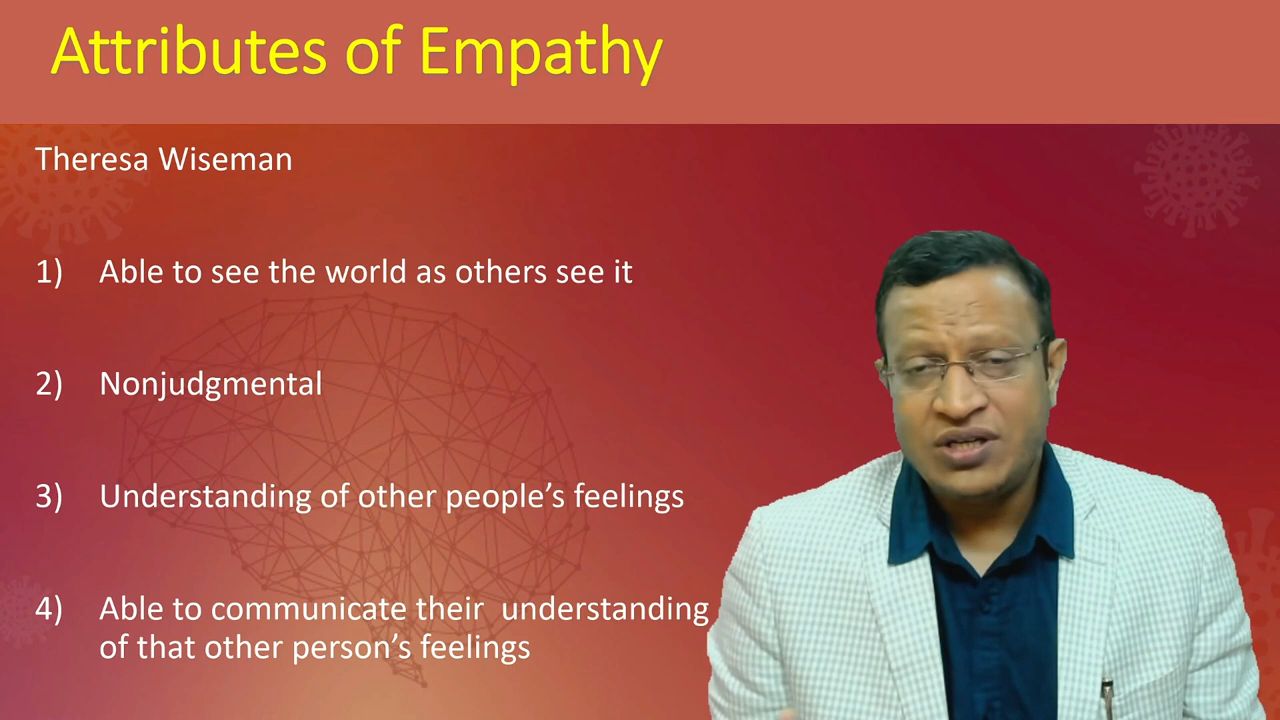 Attributes of Empathy
Theresa Wiseman
1) Able to see the world as others see it
2) Nonjudgmental
3) Understanding of other people’s feelings
4) Able to communicate their understanding
of that other person’s feelings